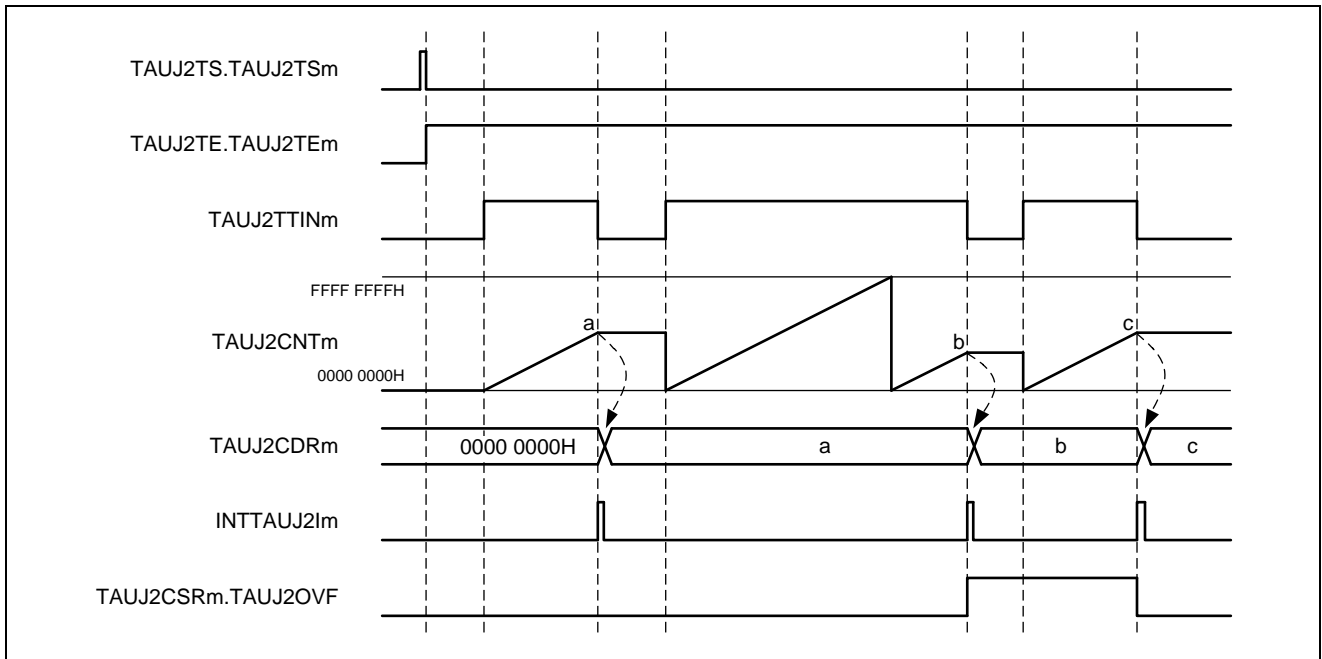 TAUJ2TS.TAUJ2TSm
TAUJ2TE.TAUJ2TEm
TAUJ2TTINm
FFFF FFFFH
a
b
c
TAUJ2CNTm
0000 0000H
TAUJ2CDRm
0000 0000H
a
b
c
INTTAUJ2Im
TAUJ2CSRm.TAUJ2OVF